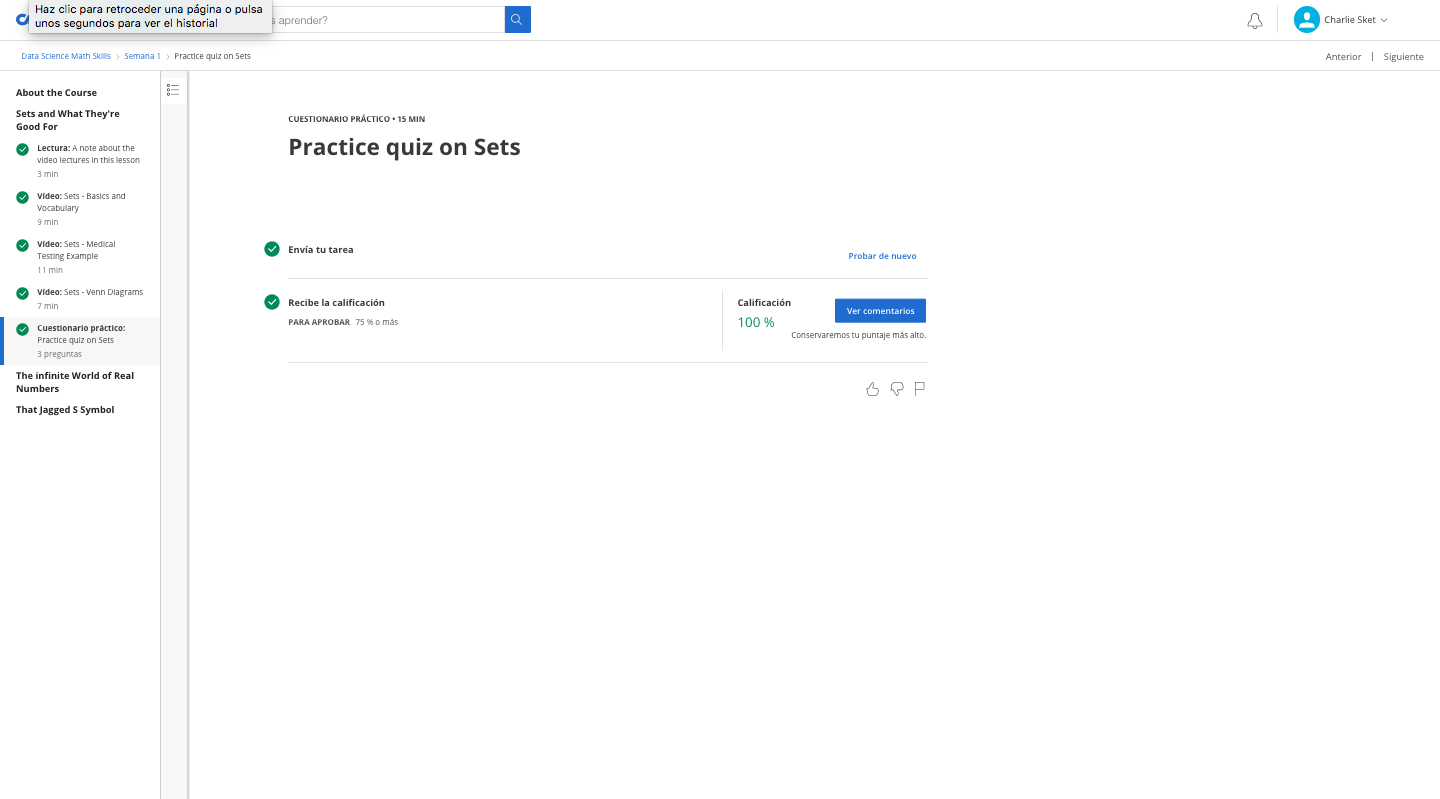 Haz clic para retroceder una página o pulsa
unos segundos para ver el historial
aprender?
Charlie Sket
Data Science Math Skills > Semana 1 > Practice quiz on Sets
Anterior | Siguiente
About the Course
Sets and What They're
Good For
Lectura: A note about the
video lectures in this lesson
3 min
Vídeo: Sets - Basics and
Vocabulary
9 min
Vídeo: Sets - Medical
Testing Example
11 min
Vídeo: Sets - Venn Diagrams
7 min
Cuestionario práctico:
Practice quiz on Sets
3 preguntas
The infinite World of Real
Numbers
That Jagged S Symbol
CUESTIONARIO PRÁCTICO • 15 MIN
Practice quiz on Sets
Envía tu tarea
Probar de nuevo
Recibe la calificación
PARA APROBAR 75 % o más
Calificación
100 %
Ver comentarios
Conservaremos tu puntaje más alto.